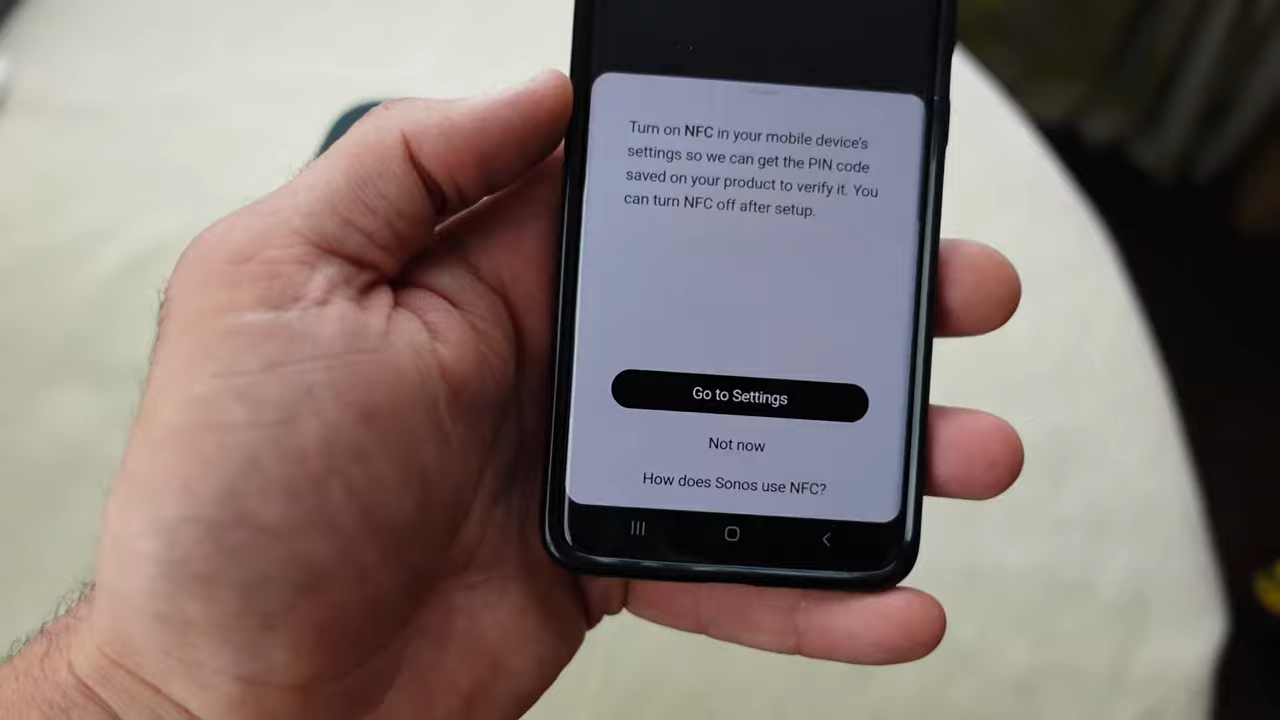 Turn on NFC in your mobile device's
settings so we can get the PIN code
saved on your product to verify it. You
can turn NFC off after setup.
Go to Settings
Not now
How does Sonos use NFC?